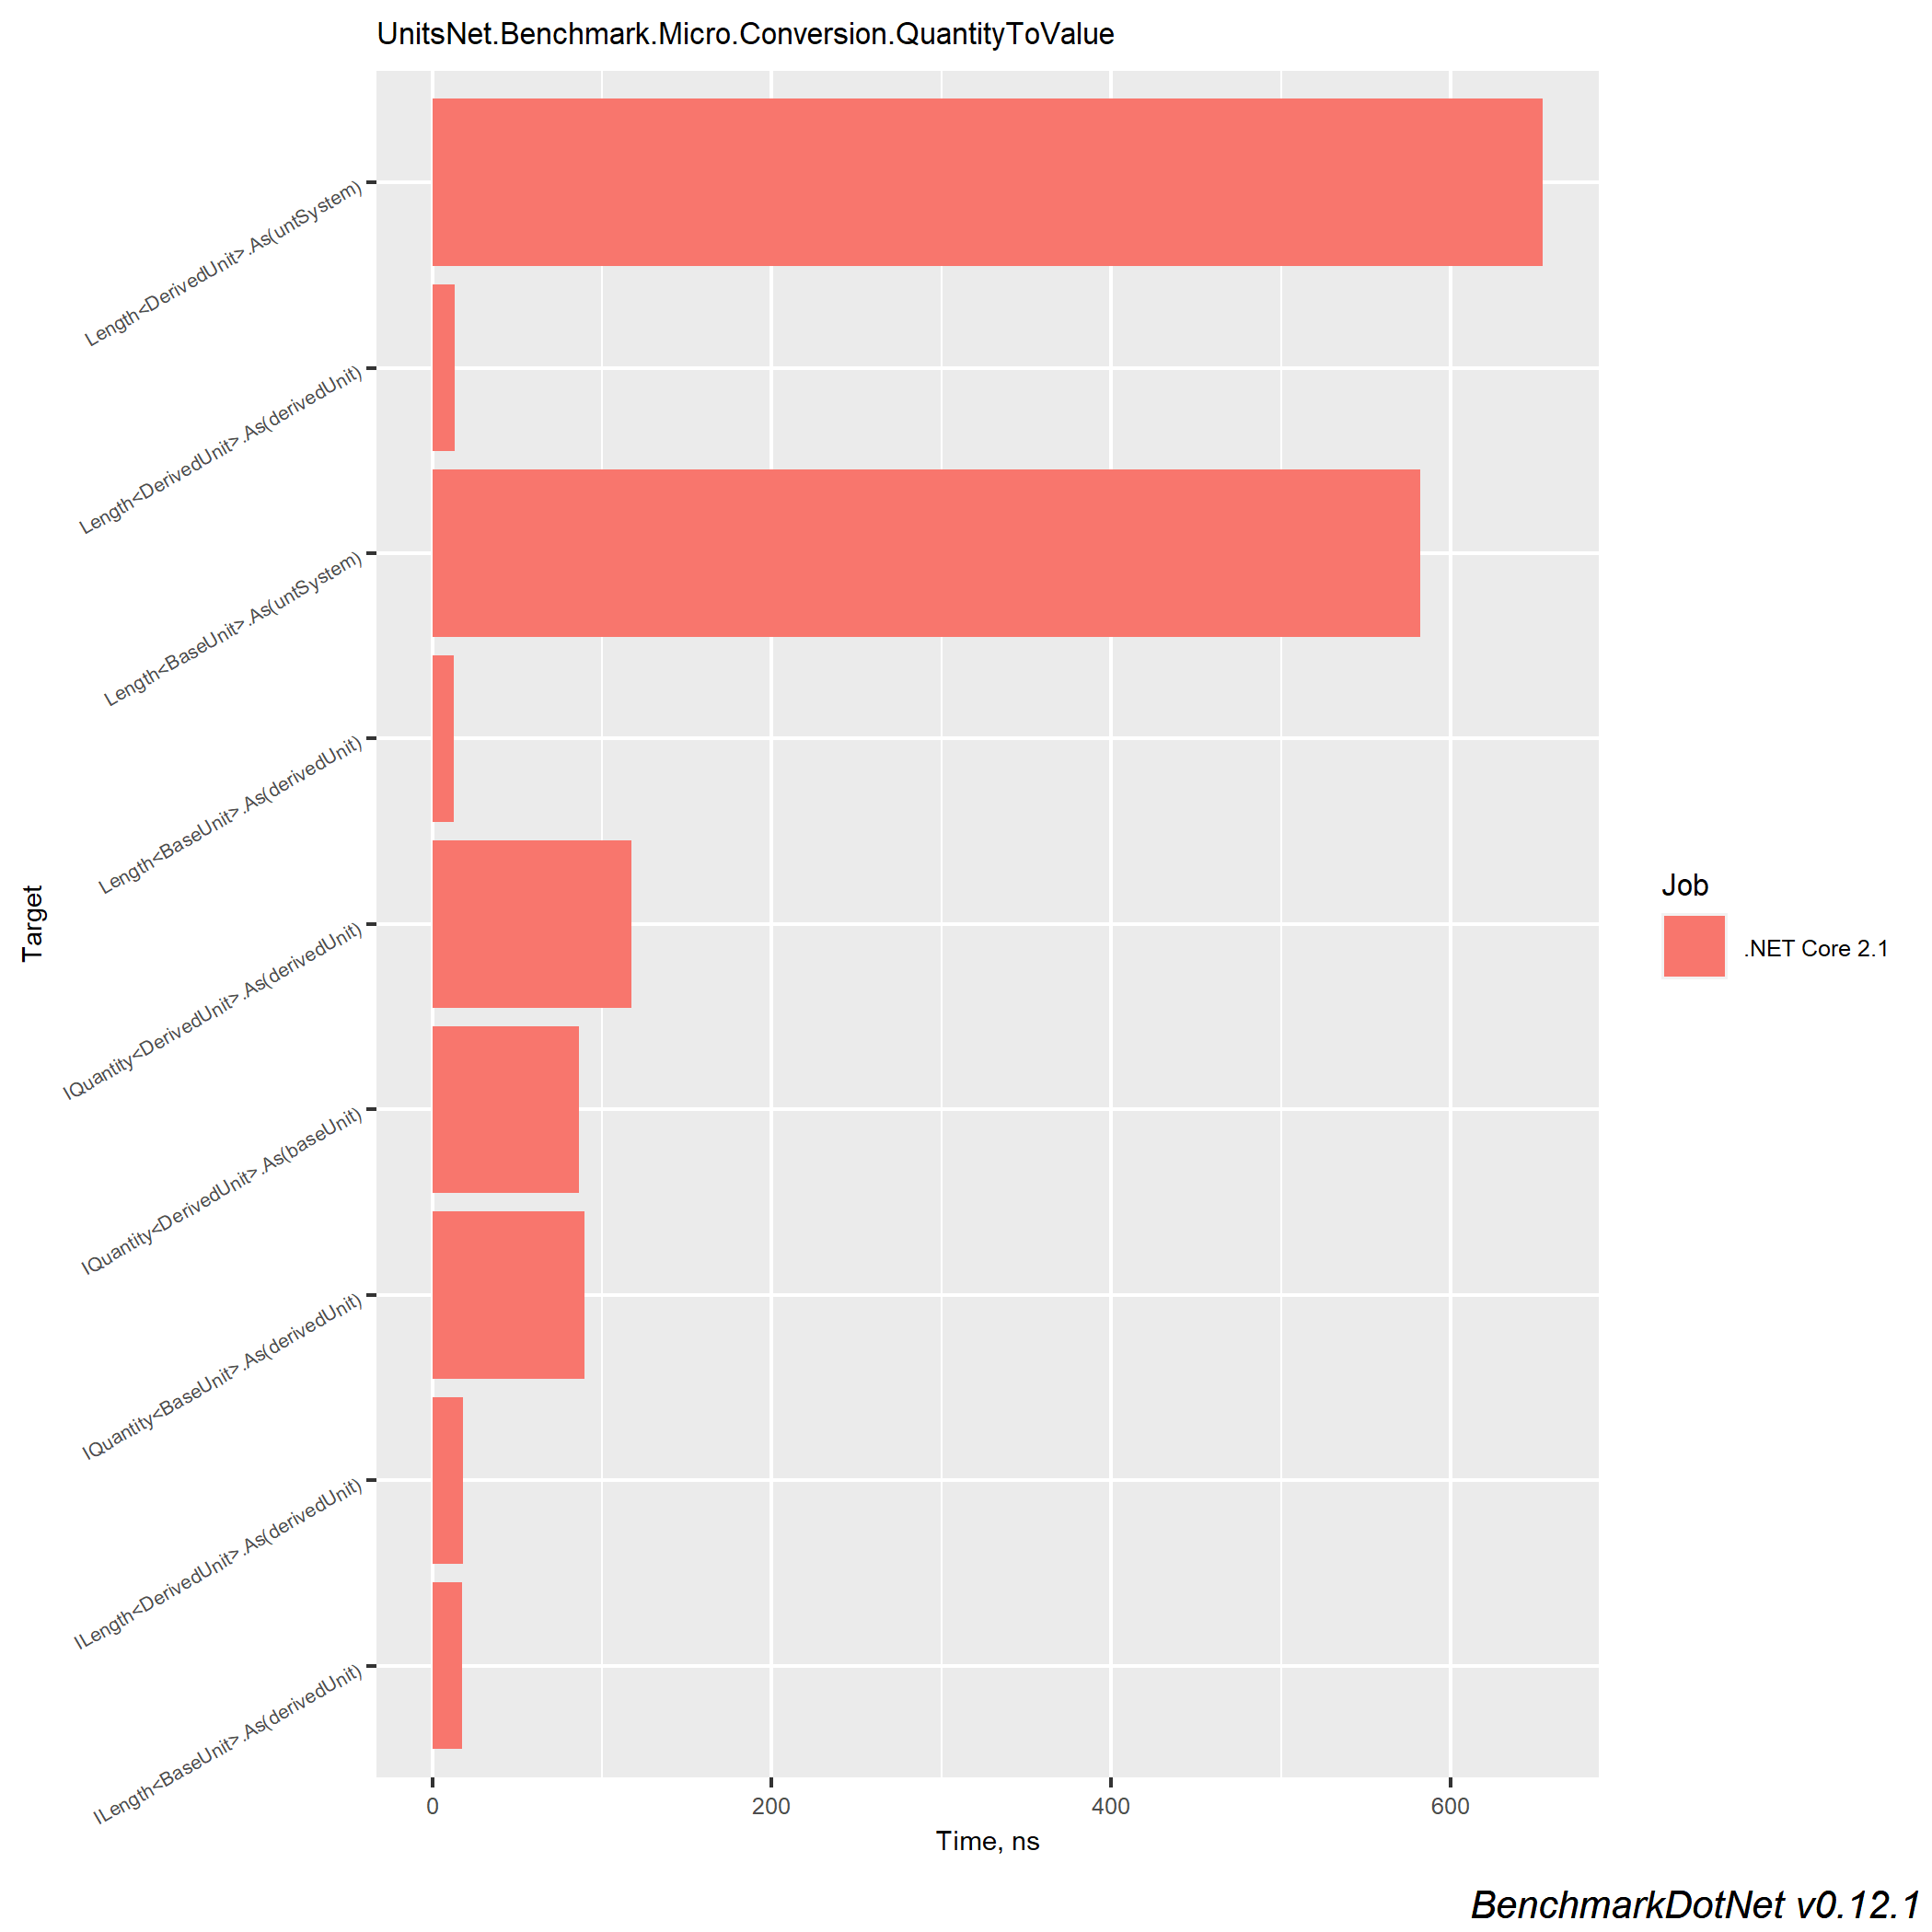 UnitsNet.Benchmark.Micro.Conversion.QuantityToValue
Length<DerivedUnit>.As(untSystem)
Length<DerivedUnit>.As(derivedUnit)
Length<BaseUnit>.As(untSystem)
Length<BaseUnit>.As(derivedUnit)
IQuantity<DerivedUnit>.As(derivedUnit)
IQuantity<DerivedUnit>.As(baseUnit)
IQuantity<BaseUnit>.As(derivedUnit)
ILength<DerivedUnit>.As(derivedUnit)
ILength<BaseUnit>.As(derivedUnit)
Target
0 200 400 600
Time, ns
Job
.NET Core 2.1
BenchmarkDotNet v0.12.1